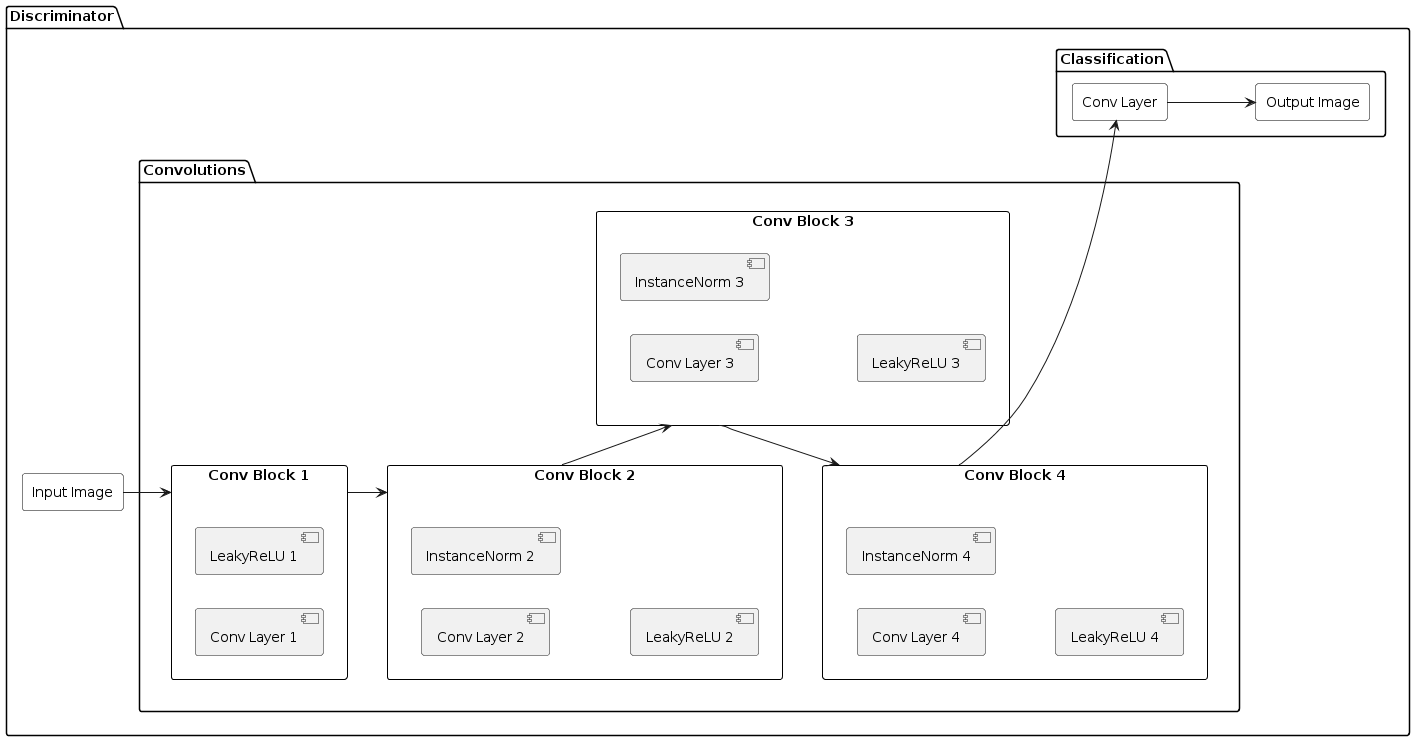 Discriminator
Classification
Conv Layer
Output Image
Convolutions
Conv Block 3
InstanceNorm 3
Conv Layer 3
LeakyReLU 3
Input Image
Conv Block 1
LeakyReLU 1
Conv Layer 1
Conv Block 2
InstanceNorm 2
Conv Layer 2
LeakyReLU 2
Conv Block 4
InstanceNorm 4
Conv Layer 4
LeakyReLU 4